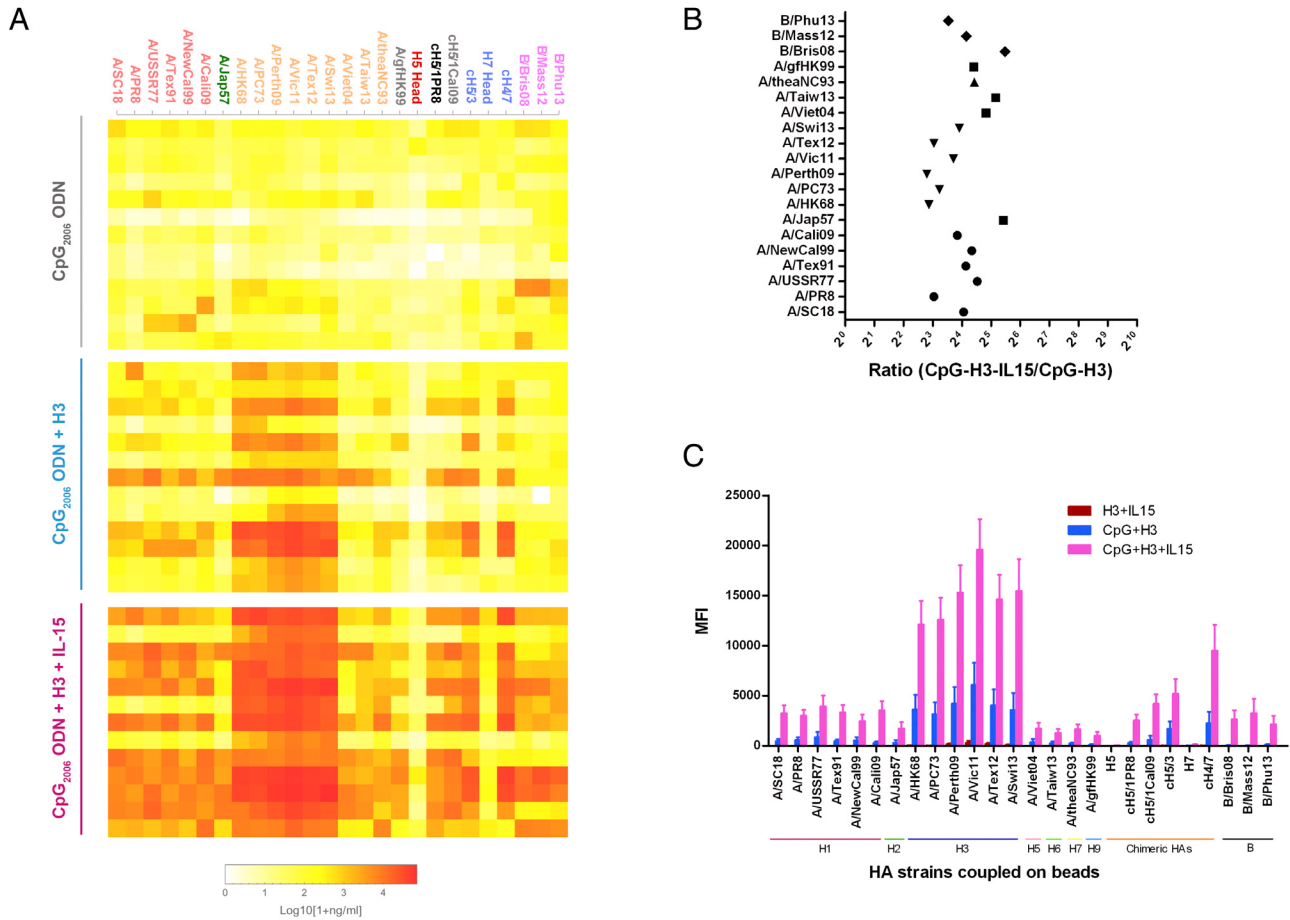 A
A/SC18
A/PR8
A/USSR77
A/Tex91
A/NewCal99
A/Cali09
A/Jap57
A/HK68
A/PC73
A/Perth09
A/Vic11
A/Tex12
A/Swi13
A/Viet04
A/Taiw13
A/theaNC93
A/gfHK99
H5 Head
cH5/1PR8
cH5/1Cal09
cH5/3
H7 Head
cH4/7
B/Bris08
B/Mass12
B/Phu13
CpG2006 ODN
CpG2006 ODN + H3
CpG2006 ODN + H3 + IL-15
0 1 2 3 4
Log10[1+ng/ml]
B
B/Phu13
B/Mass12
B/Bris08
A/gfHK99
A/theaNC93
A/Taiw13
A/Viet04
A/Swi13
A/Tex12
A/Vic11
A/Perth09
A/PC73
A/HK68
A/Jap57
A/Cali09
A/NewCal99
A/Tex91
A/USSR77
A/PR8
A/SC18
2 0 2 1 2 2 2 3 2 4 2 5 2 6 2 7 2 8 2 9 2 10
Ratio (CpG-H3-IL15/CpG-H3)
C
25000
20000
15000
10000
5000
0
MFI
H3+IL15
CpG+H3
CpG+H3+IL15
A/SC18
A/PR8
A/USSR77
A/Tex91
A/NewCal99
A/Cali09
A/Jap57
A/HK68
A/PC73
A/Perth09
A/Vic11
A/Tex12
A/Swi13
A/Viet04
A/Taiw13
A/theaNC93
A/gfHK99
H5
cH5/1PR8
cH5/1Cal09
cH5/3
H7
cH4/7
B/Bris08
B/Mass12
B/Phu13
H1 H2 H3 H5 H6 H7 H9 Chimeric HAs B
HA strains coupled on beads